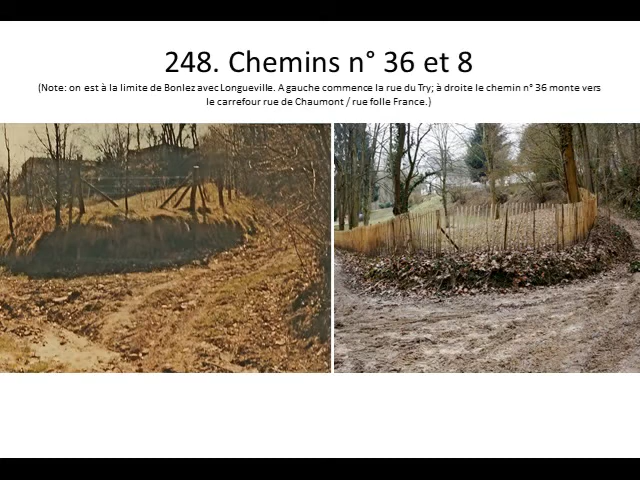 248. Chemins n° 36 et 8
(Note: on est à la limite de Bonlez avec Longueville. A gauche commence la rue du Try; à droite le chemin n° 36 monte vers
le carrefour rue de Chaumont / rue folle France.)